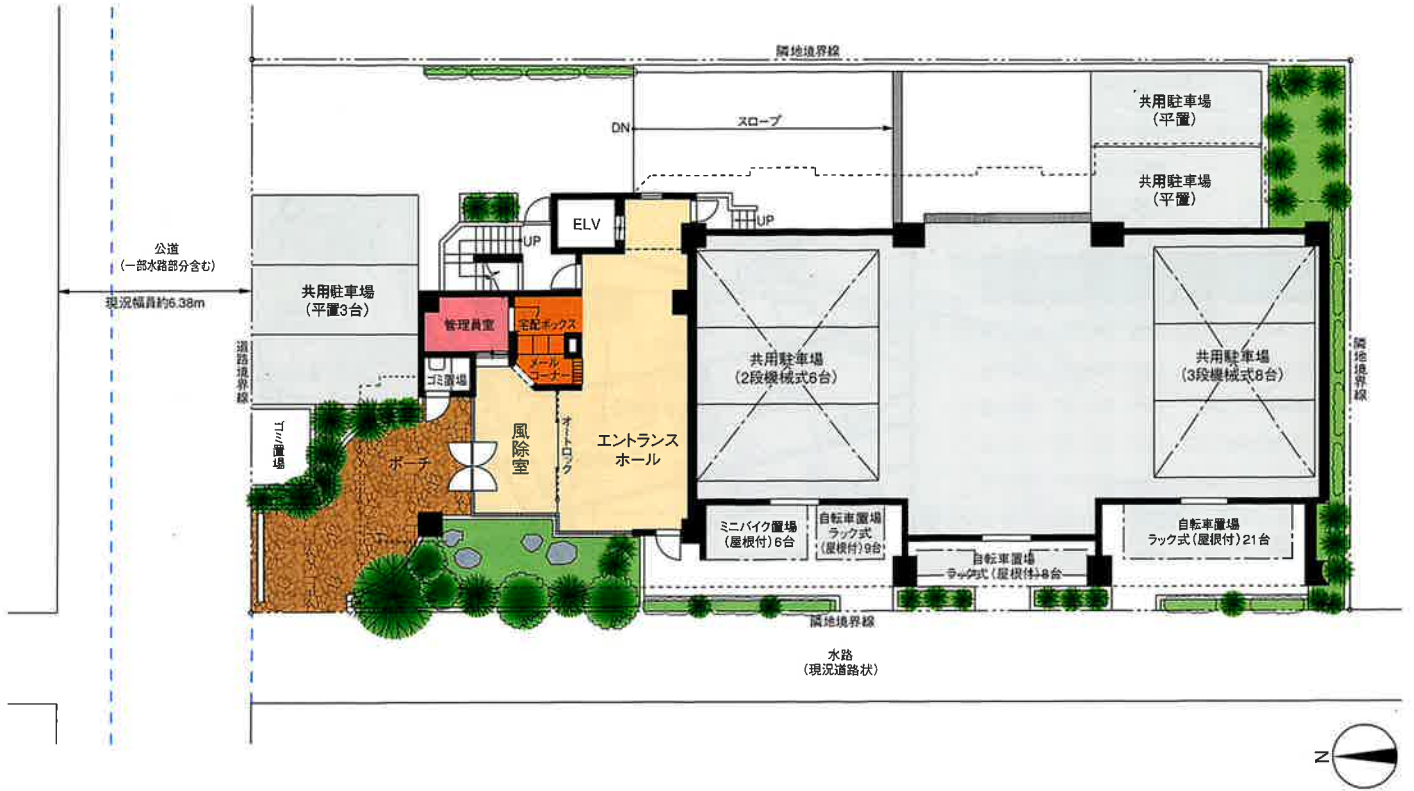 隣地境界線
共用駐車場
(平置)
DN
スロープ
共用駐車場
(平置)
ELV
UP
UP
公道
(一部水路部分含む)
現況幅員約6.38m
共用駐車場
(平置3台)
管理員室
宅配ボックス
メール
コーナー
ゴミ置場
道路境界線
隣地境界線
共用駐車場
(2段機械式6台)
共用駐車場
(3段機械式8台)
ゴミ置場
ポーチ
風除室
オートロック
エントランス
ホール
ミニバイク置場
(屋根付)6台
自転車置場
ラック式
(屋根付)9台
自転車置場
ラック式(屋根付)8台
自転車置場
ラック式(屋根付)21台
隣地境界線
水路
(現況道路状)
N